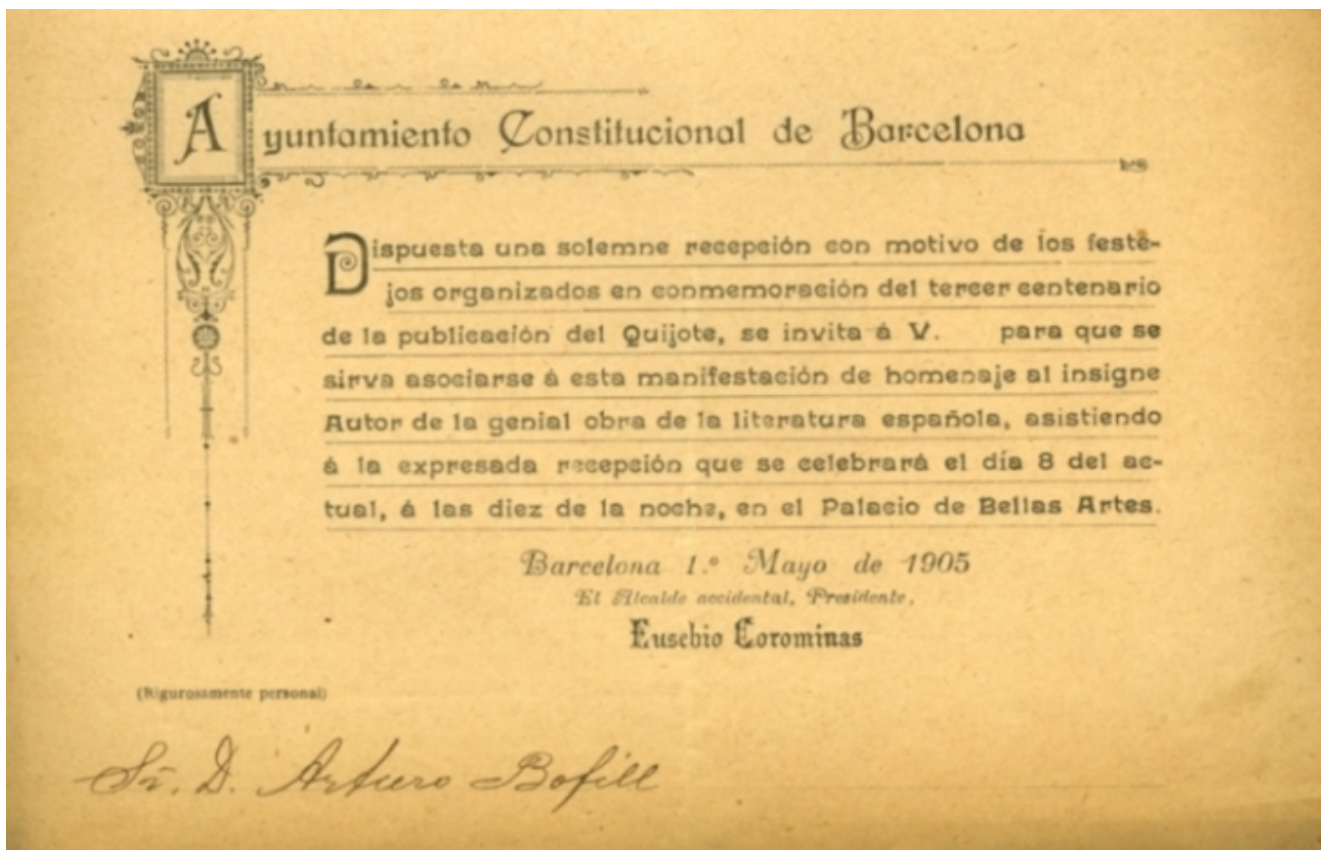 Ayuntamiento Constitucional de Barcelona
Dispuesta una solemne recepción con motivo de los feste-
jos organizados en conmemoración del tercer centenario
de la publicación del Quijote, se invita á V. para que se
sirva asociarse á esta manifestación de homenaje al insigne
Autor de la genial obra de la literatura española, asistiendo
á la expresada recepción que se celebrará el día 8 del ac-
tual, á las diez de la noche, en el Palacio de Bellas Artes.
Barcelona 1.º Mayo de 1905
El Alcalde accidental, Presidente,
Eusebio Corominas
(Rigurosamente personal)
Sr. D. Arturo Bofill